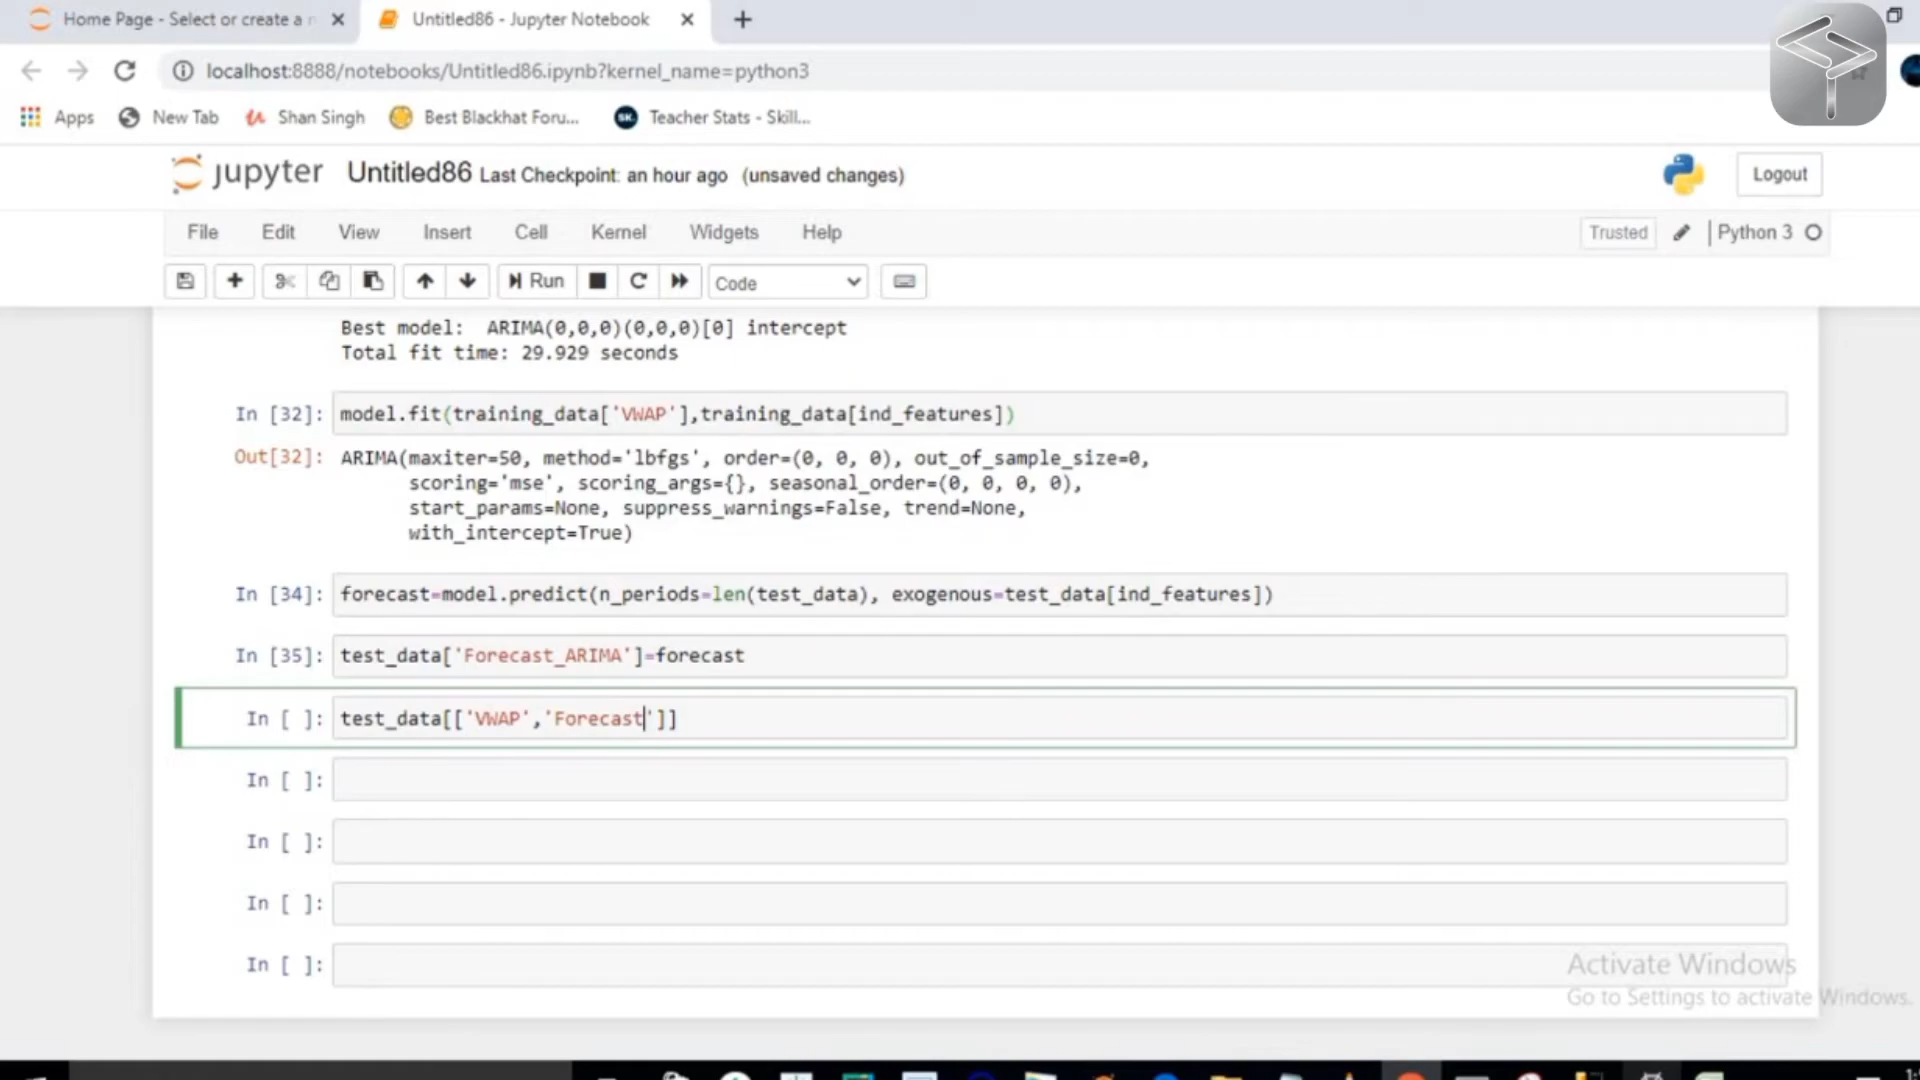 Home Page - Select or create a n
Untitled86 - Jupyter Notebook
localhost:8888/notebooks/Untitled86.ipynb?kernel_name=python3
Apps
New Tab
Shan Singh
Best Blackhat Foru...
SK
Teacher Stats - Skill...
jupyter Untitled86 Last Checkpoint: an hour ago (unsaved changes)
Logout
File Edit View Insert Cell Kernel Widgets Help
Trusted
Python 3
Run
Code
Best model:  ARIMA(0,0,0)(0,0,0)[0] intercept
Total fit time: 29.929 seconds
In [32]: model.fit(training_data['VWAP'],training_data[ind_features])
Out[32]: ARIMA(maxiter=50, method='lbfgs', order=(0, 0, 0), out_of_sample_size=0,
scoring='mse', scoring_args={}, seasonal_order=(0, 0, 0, 0),
start_params=None, suppress_warnings=False, trend=None,
with_intercept=True)
In [34]: forecast=model.predict(n_periods=len(test_data), exogenous=test_data[ind_features])
In [35]: test_data['Forecast_ARIMA']=forecast
In [ ]: test_data[['VWAP','Forecast']]
In [ ]:
In [ ]:
In [ ]:
In [ ]:
Activate Windows
Go to Settings to activate Windows.